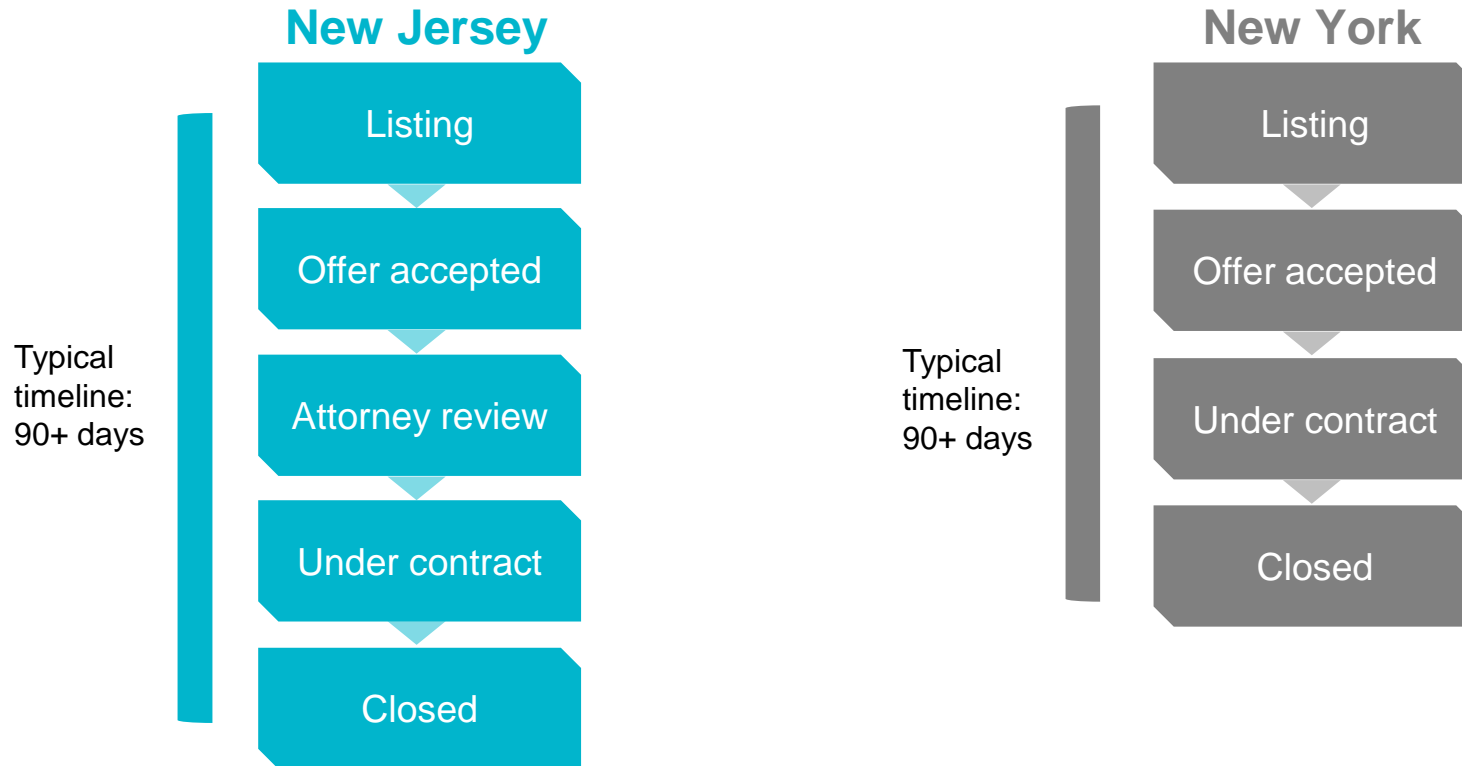 New Jersey
Listing
Offer accepted
Attorney review
Under contract
Closed
Typical
timeline:
90+ days
New York
Listing
Offer accepted
Under contract
Closed
Typical
timeline:
90+ days